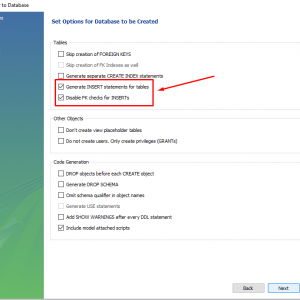 to Database
Set Options for Database to be Created
Tables
Skip creation of FOREIGN KEYS
Skip creation of FK Indexes as well
Generate separate CREATE INDEX statements
Generate INSERT statements for tables
Disable FK checks for INSERTs
Other Objects
Don't create view placeholder tables
Do not create users. Only create privileges (GRANTs)
Code Generation
DROP objects before each CREATE object
Generate DROP SCHEMA
Omit schema qualifier in object names
Generate USE statements
Add SHOW WARNINGS after every DDL statement
Include model attached scripts
Back
Next